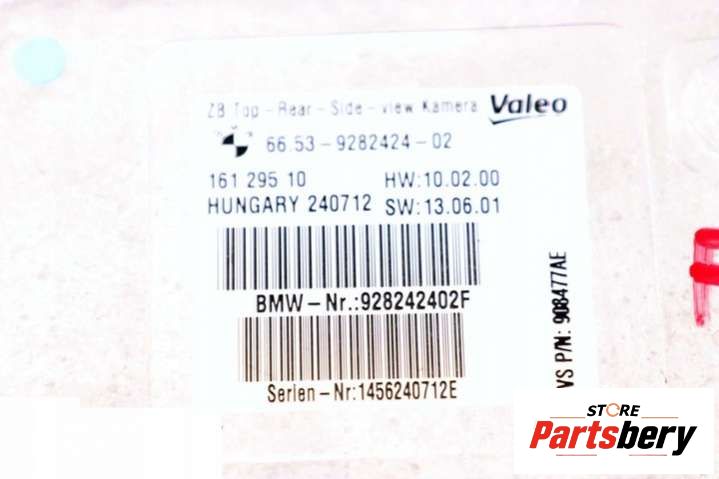 ZB Top-Rear-Side-view Kamera Valeo
66.53-9282424-02
161 295 10 HW:10.02.00
HUNGARY 240712 SW:13.06.01
BMW-Nr.:928242402F
Serien-Nr:1456240712E
VS P/N: 908477AE
STORE
Partsbery